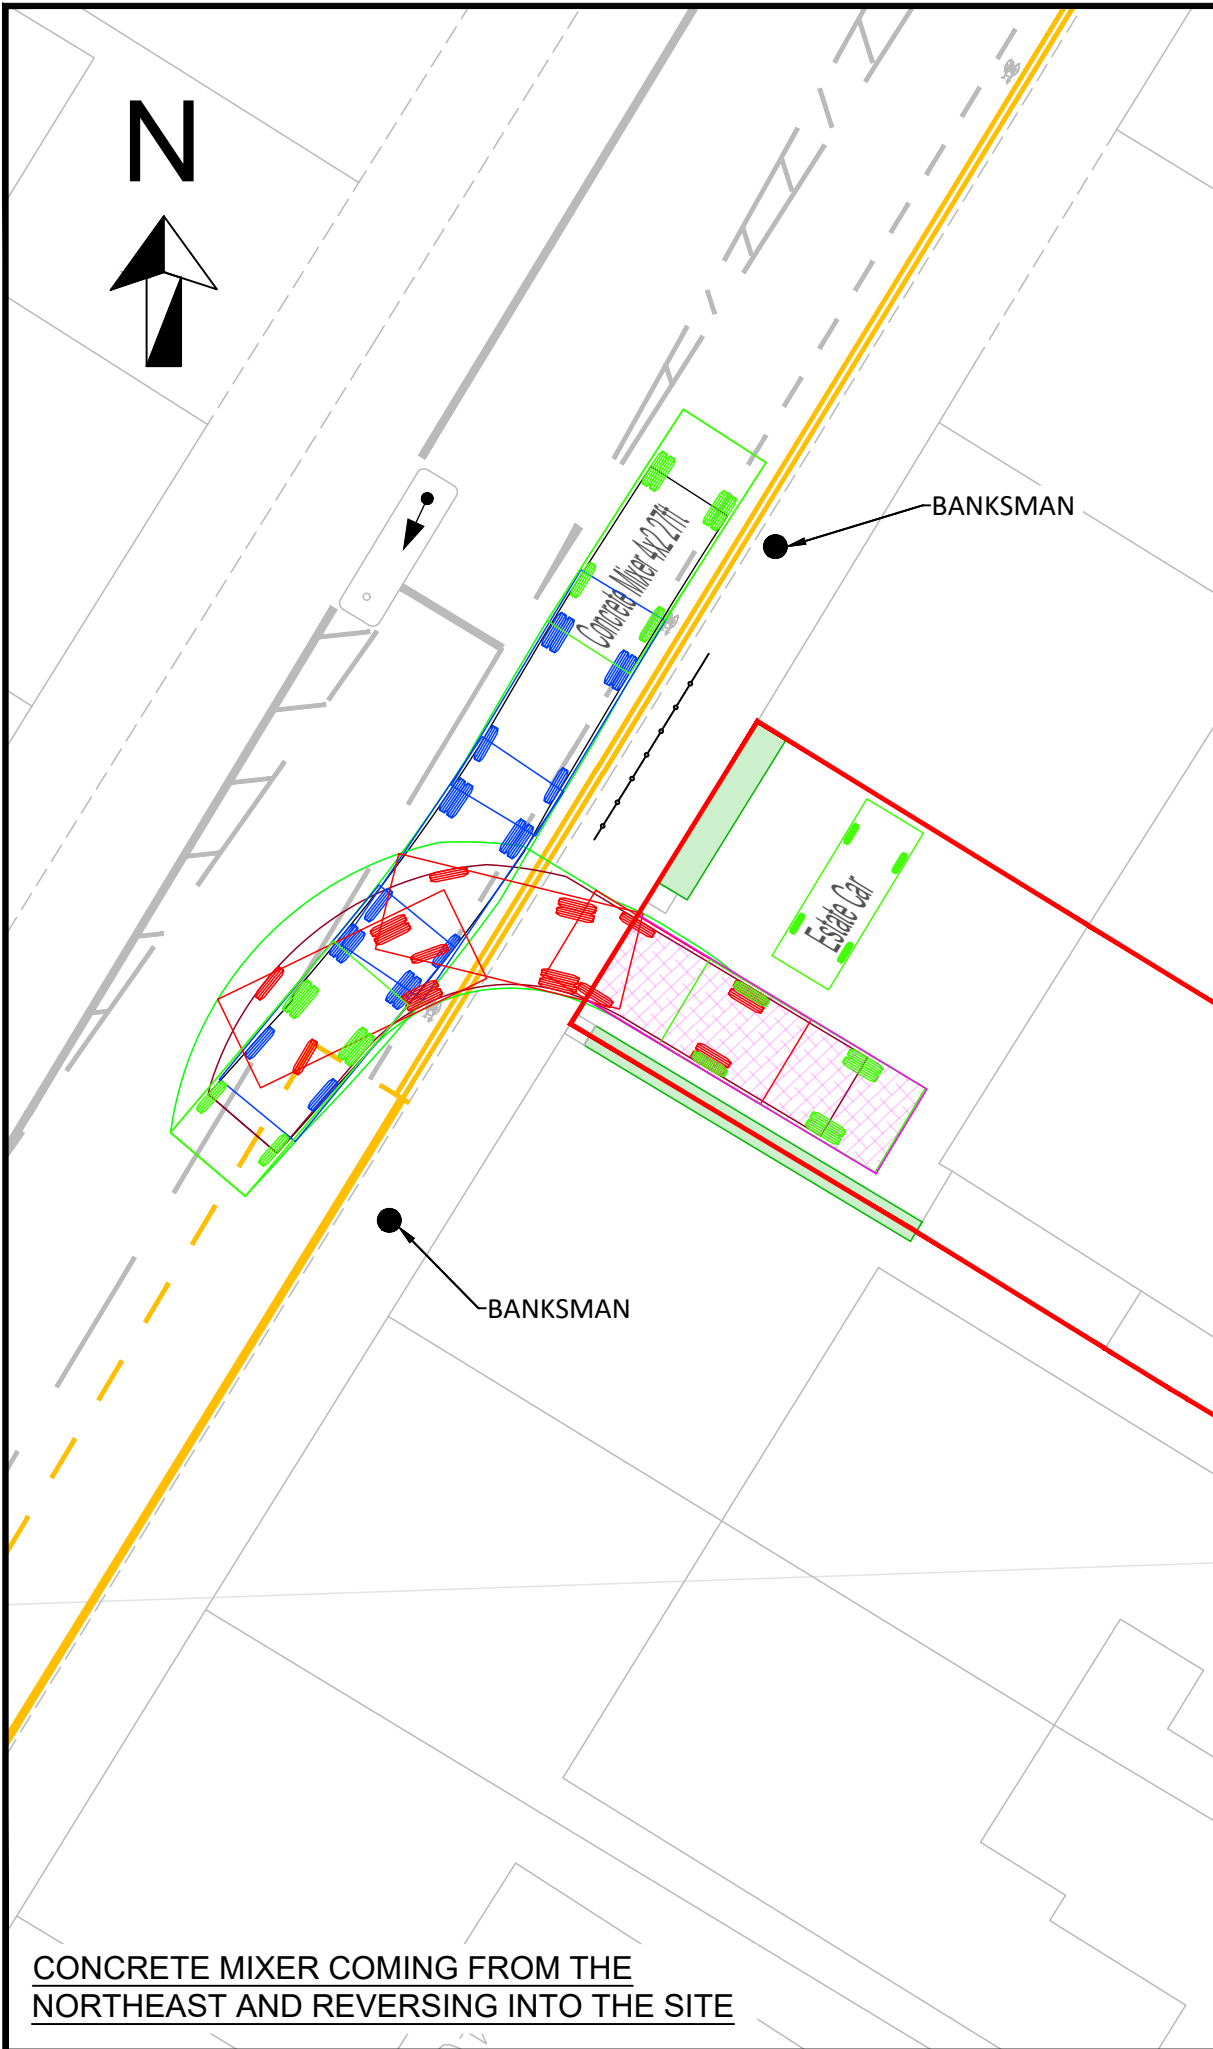 N
BANKSMAN
Concrete Mixer 4x2 27ft
Estate Car
BANKSMAN
CONCRETE MIXER COMING FROM THE
NORTHEAST AND REVERSING INTO THE SITE